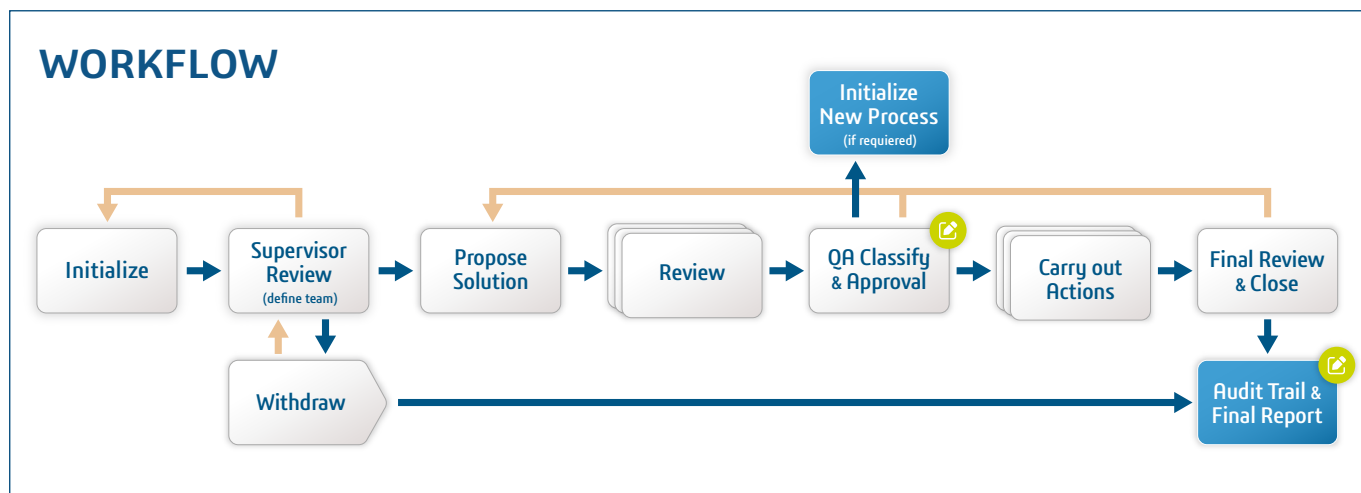 WORKFLOW
Initialize
New Process
(if requiered)
Initialize
Supervisor
Review
(define team)
Propose
Solution
Review
QA Classify
& Approval
Carry out
Actions
Final Review
& Close
Withdraw
Audit Trail &
Final Report